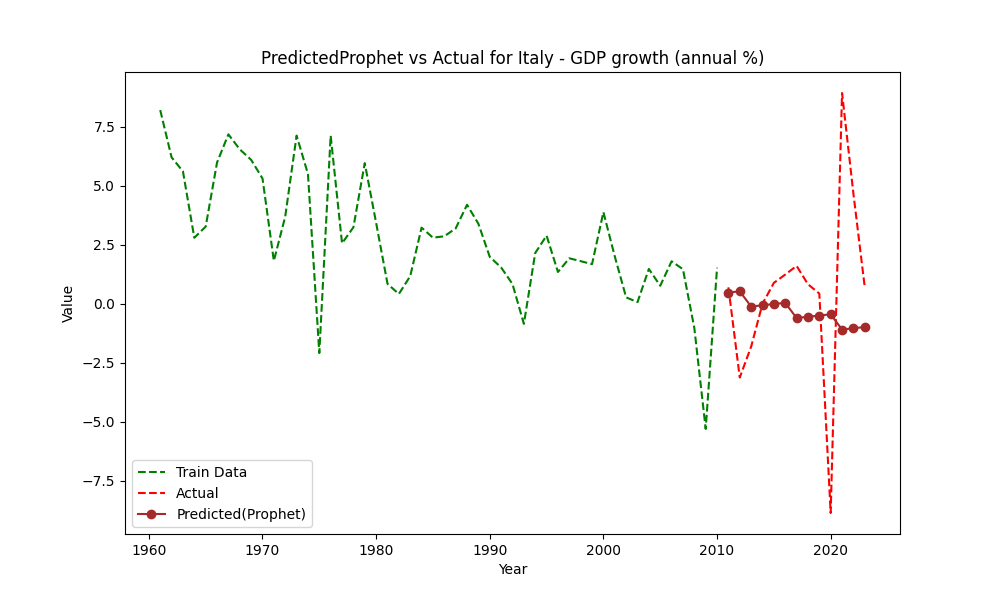 PredictedProphet vs Actual for Italy - GDP growth (annual %)
Value
7.5
5.0
2.5
0.0
−2.5
−5.0
−7.5
Train Data
Actual
Predicted(Prophet)
1960 1970 1980 1990 2000 2010 2020
Year